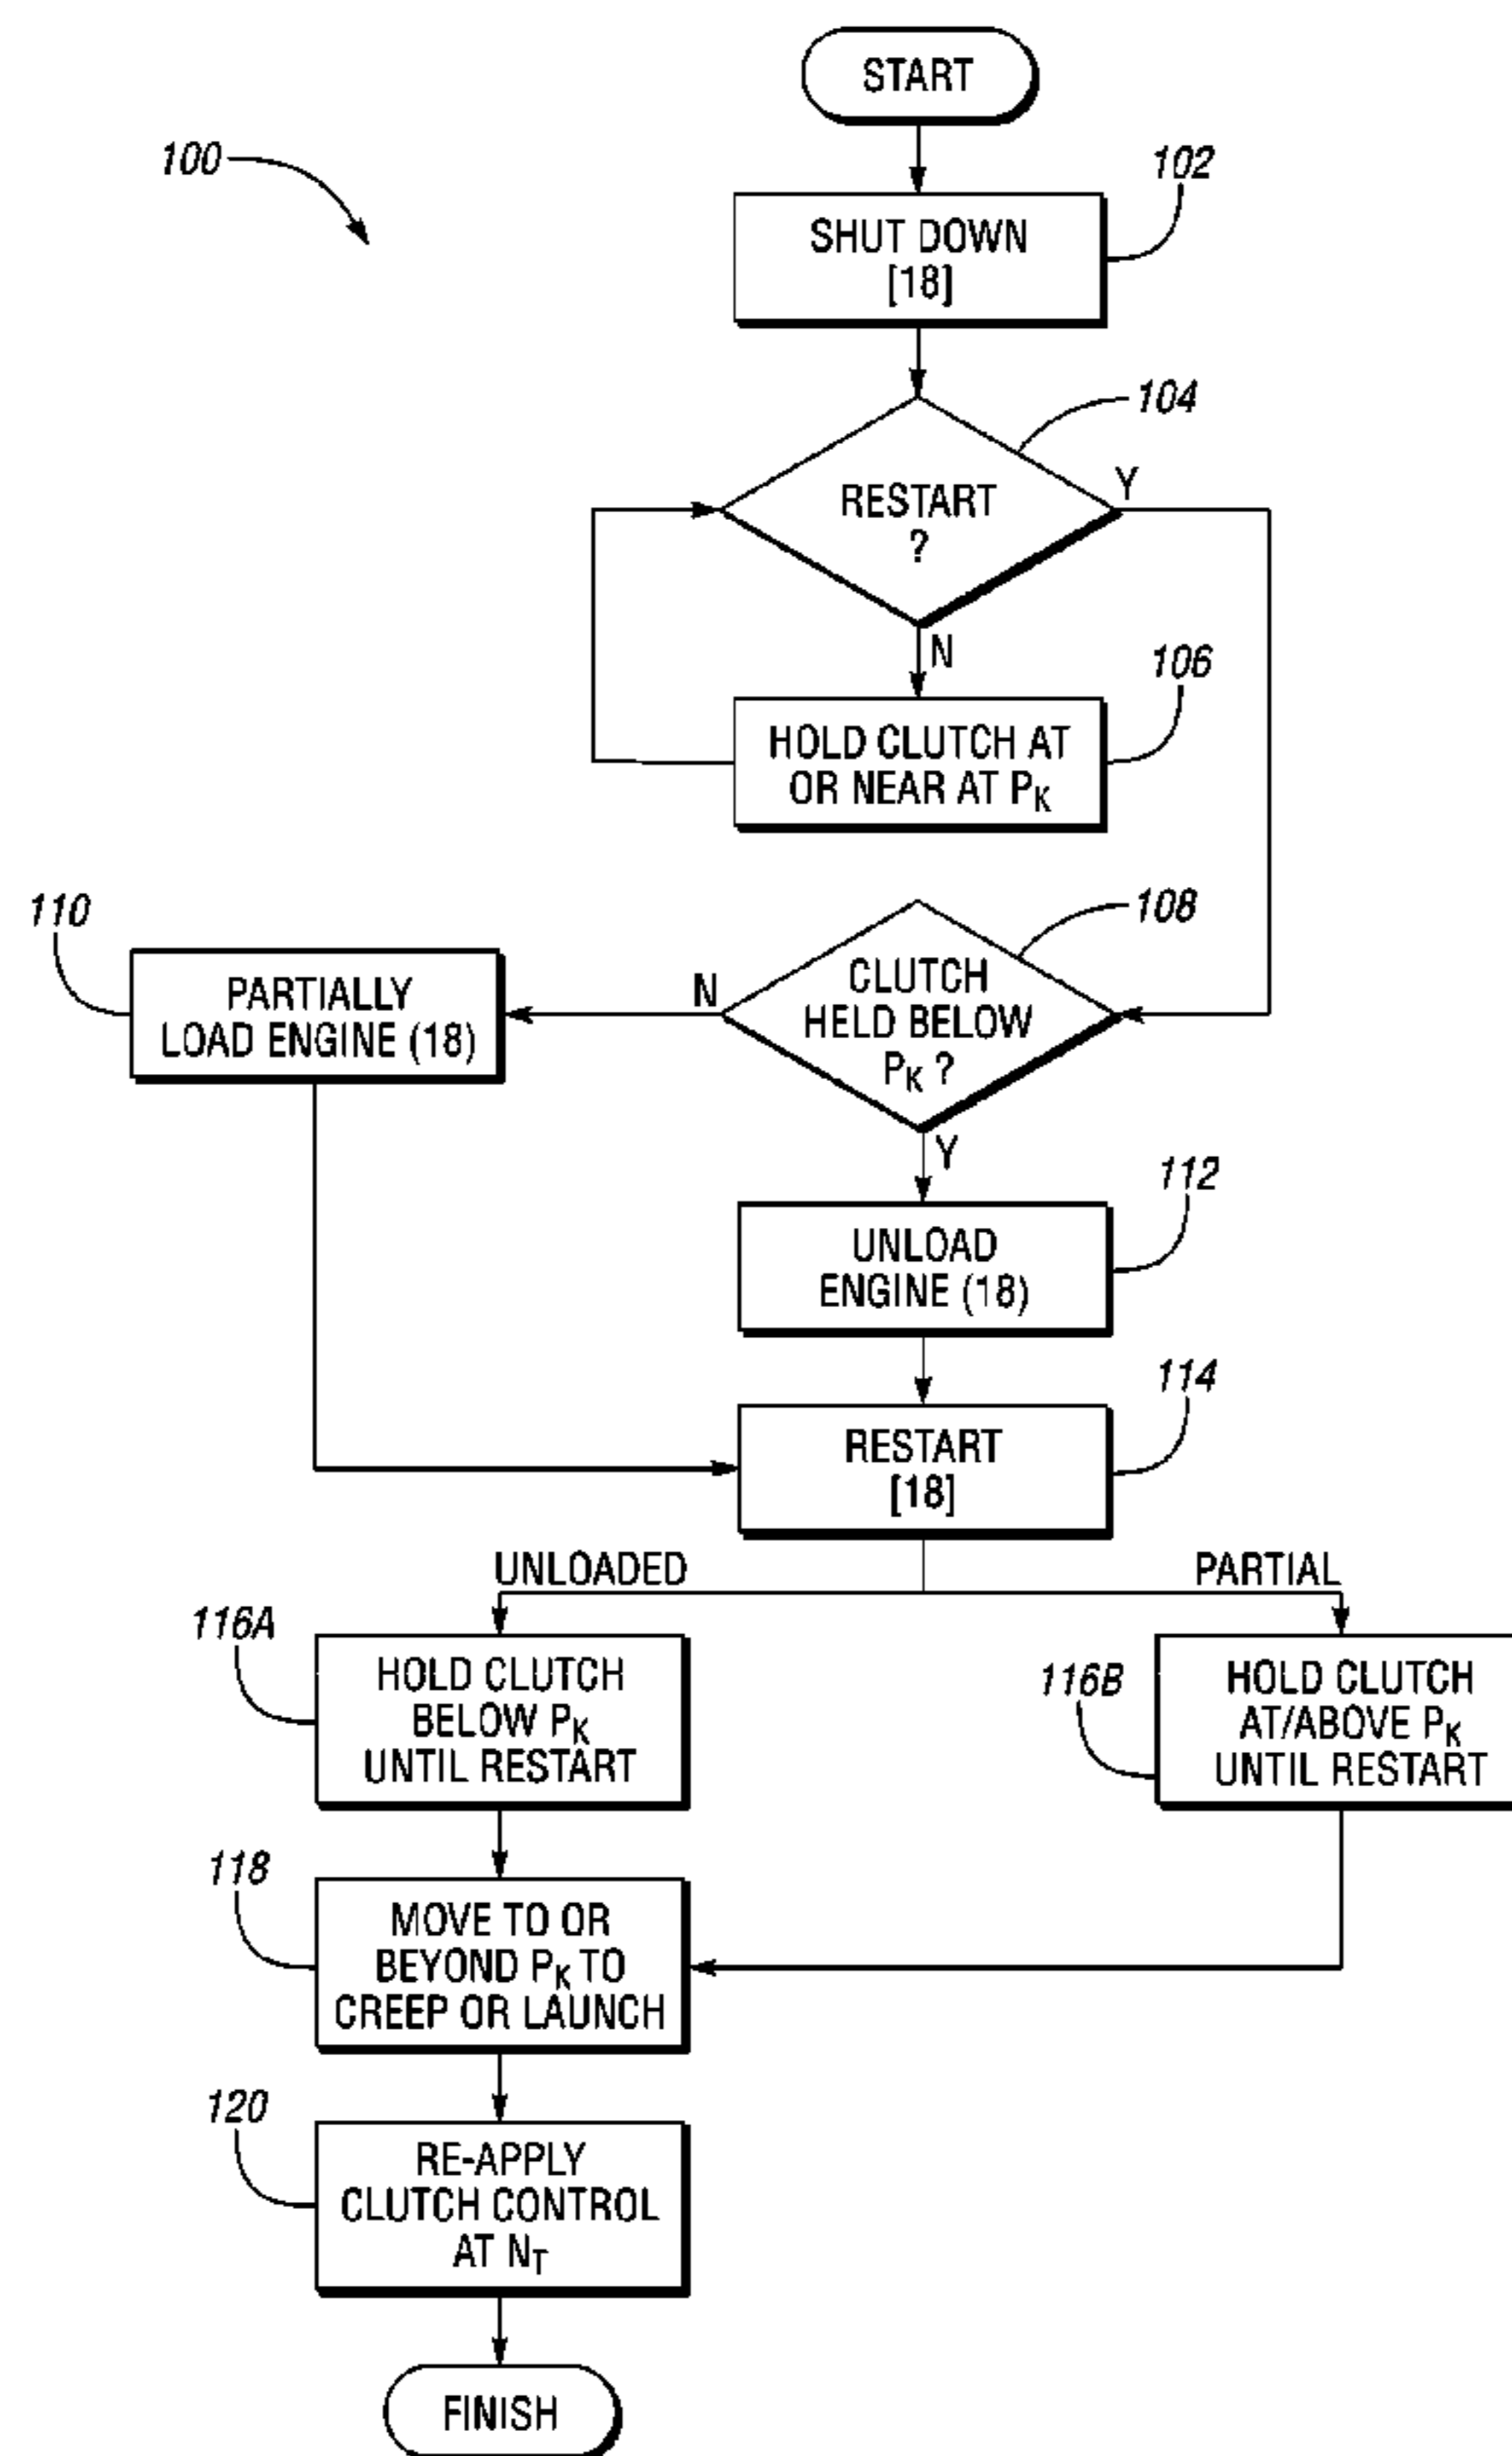 START
100
102
SHUT DOWN
[18]
104
RESTART
?
Y
N
106
HOLD CLUTCH AT
OR NEAR AT PK
110
108
PARTIALLY
LOAD ENGINE (18)
N
CLUTCH
HELD BELOW
PK ?
Y
112
UNLOAD
ENGINE (18)
114
RESTART
[18]
UNLOADED
PARTIAL
116A
HOLD CLUTCH
BELOW PK
UNTIL RESTART
116B
HOLD CLUTCH
AT/ABOVE PK
UNTIL RESTART
118
MOVE TO OR
BEYOND PK TO
CREEP OR LAUNCH
120
RE-APPLY
CLUTCH CONTROL
AT NT
FINISH